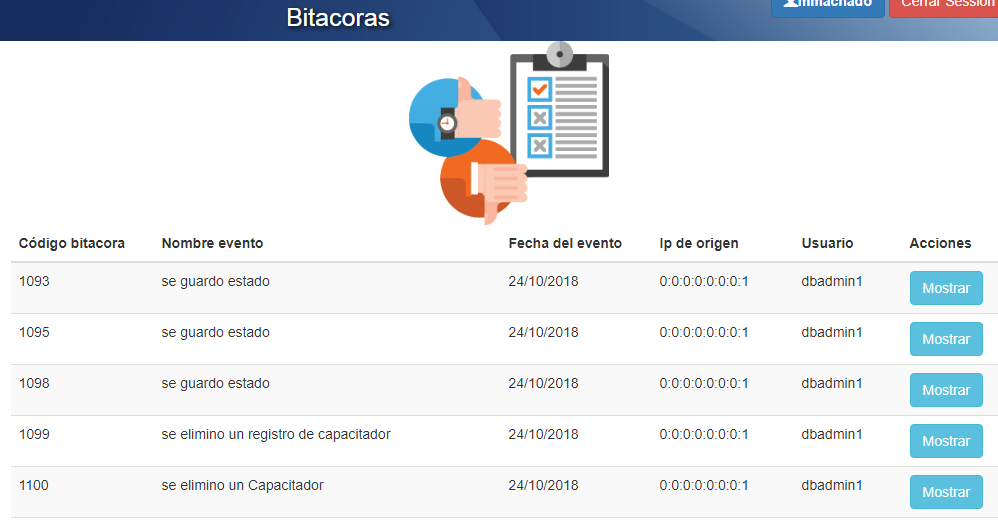 Bitacoras
mmachado Cerrar Session
Código bitacora Nombre evento Fecha del evento Ip de origen Usuario Acciones
1093 se guardo estado 24/10/2018 0:0:0:0:0:0:0:1 dbadmin1 Mostrar
1095 se guardo estado 24/10/2018 0:0:0:0:0:0:0:1 dbadmin1 Mostrar
1098 se guardo estado 24/10/2018 0:0:0:0:0:0:0:1 dbadmin1 Mostrar
1099 se elimino un registro de capacitador 24/10/2018 0:0:0:0:0:0:0:1 dbadmin1 Mostrar
1100 se elimino un Capacitador 24/10/2018 0:0:0:0:0:0:0:1 dbadmin1 Mostrar